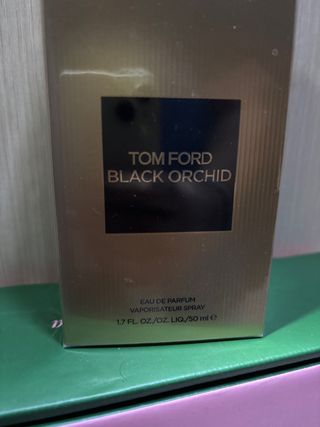 TOM FORD
BLACK ORCHID
EAU DE PARFUM
VAPORISATEUR SPRAY
1.7 FL. OZ./OZ. LIQ./50 ml ℮